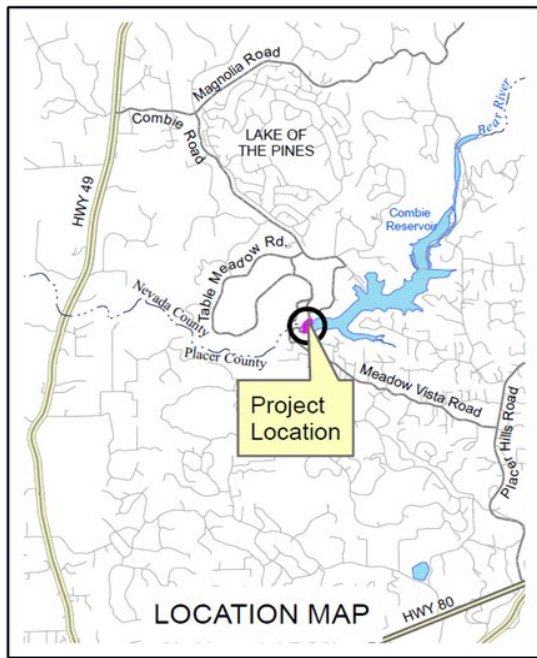 Magnolia Road
Combie
Road
LAKE OF
THE PINES
Bear River
HWY 49
Combie
Reservoir
Table Meadow Rd.
Nevada County
Placer County
Meadow Vista Road
Project
Location
Placer Hills Road
LOCATION MAP
HWY 80